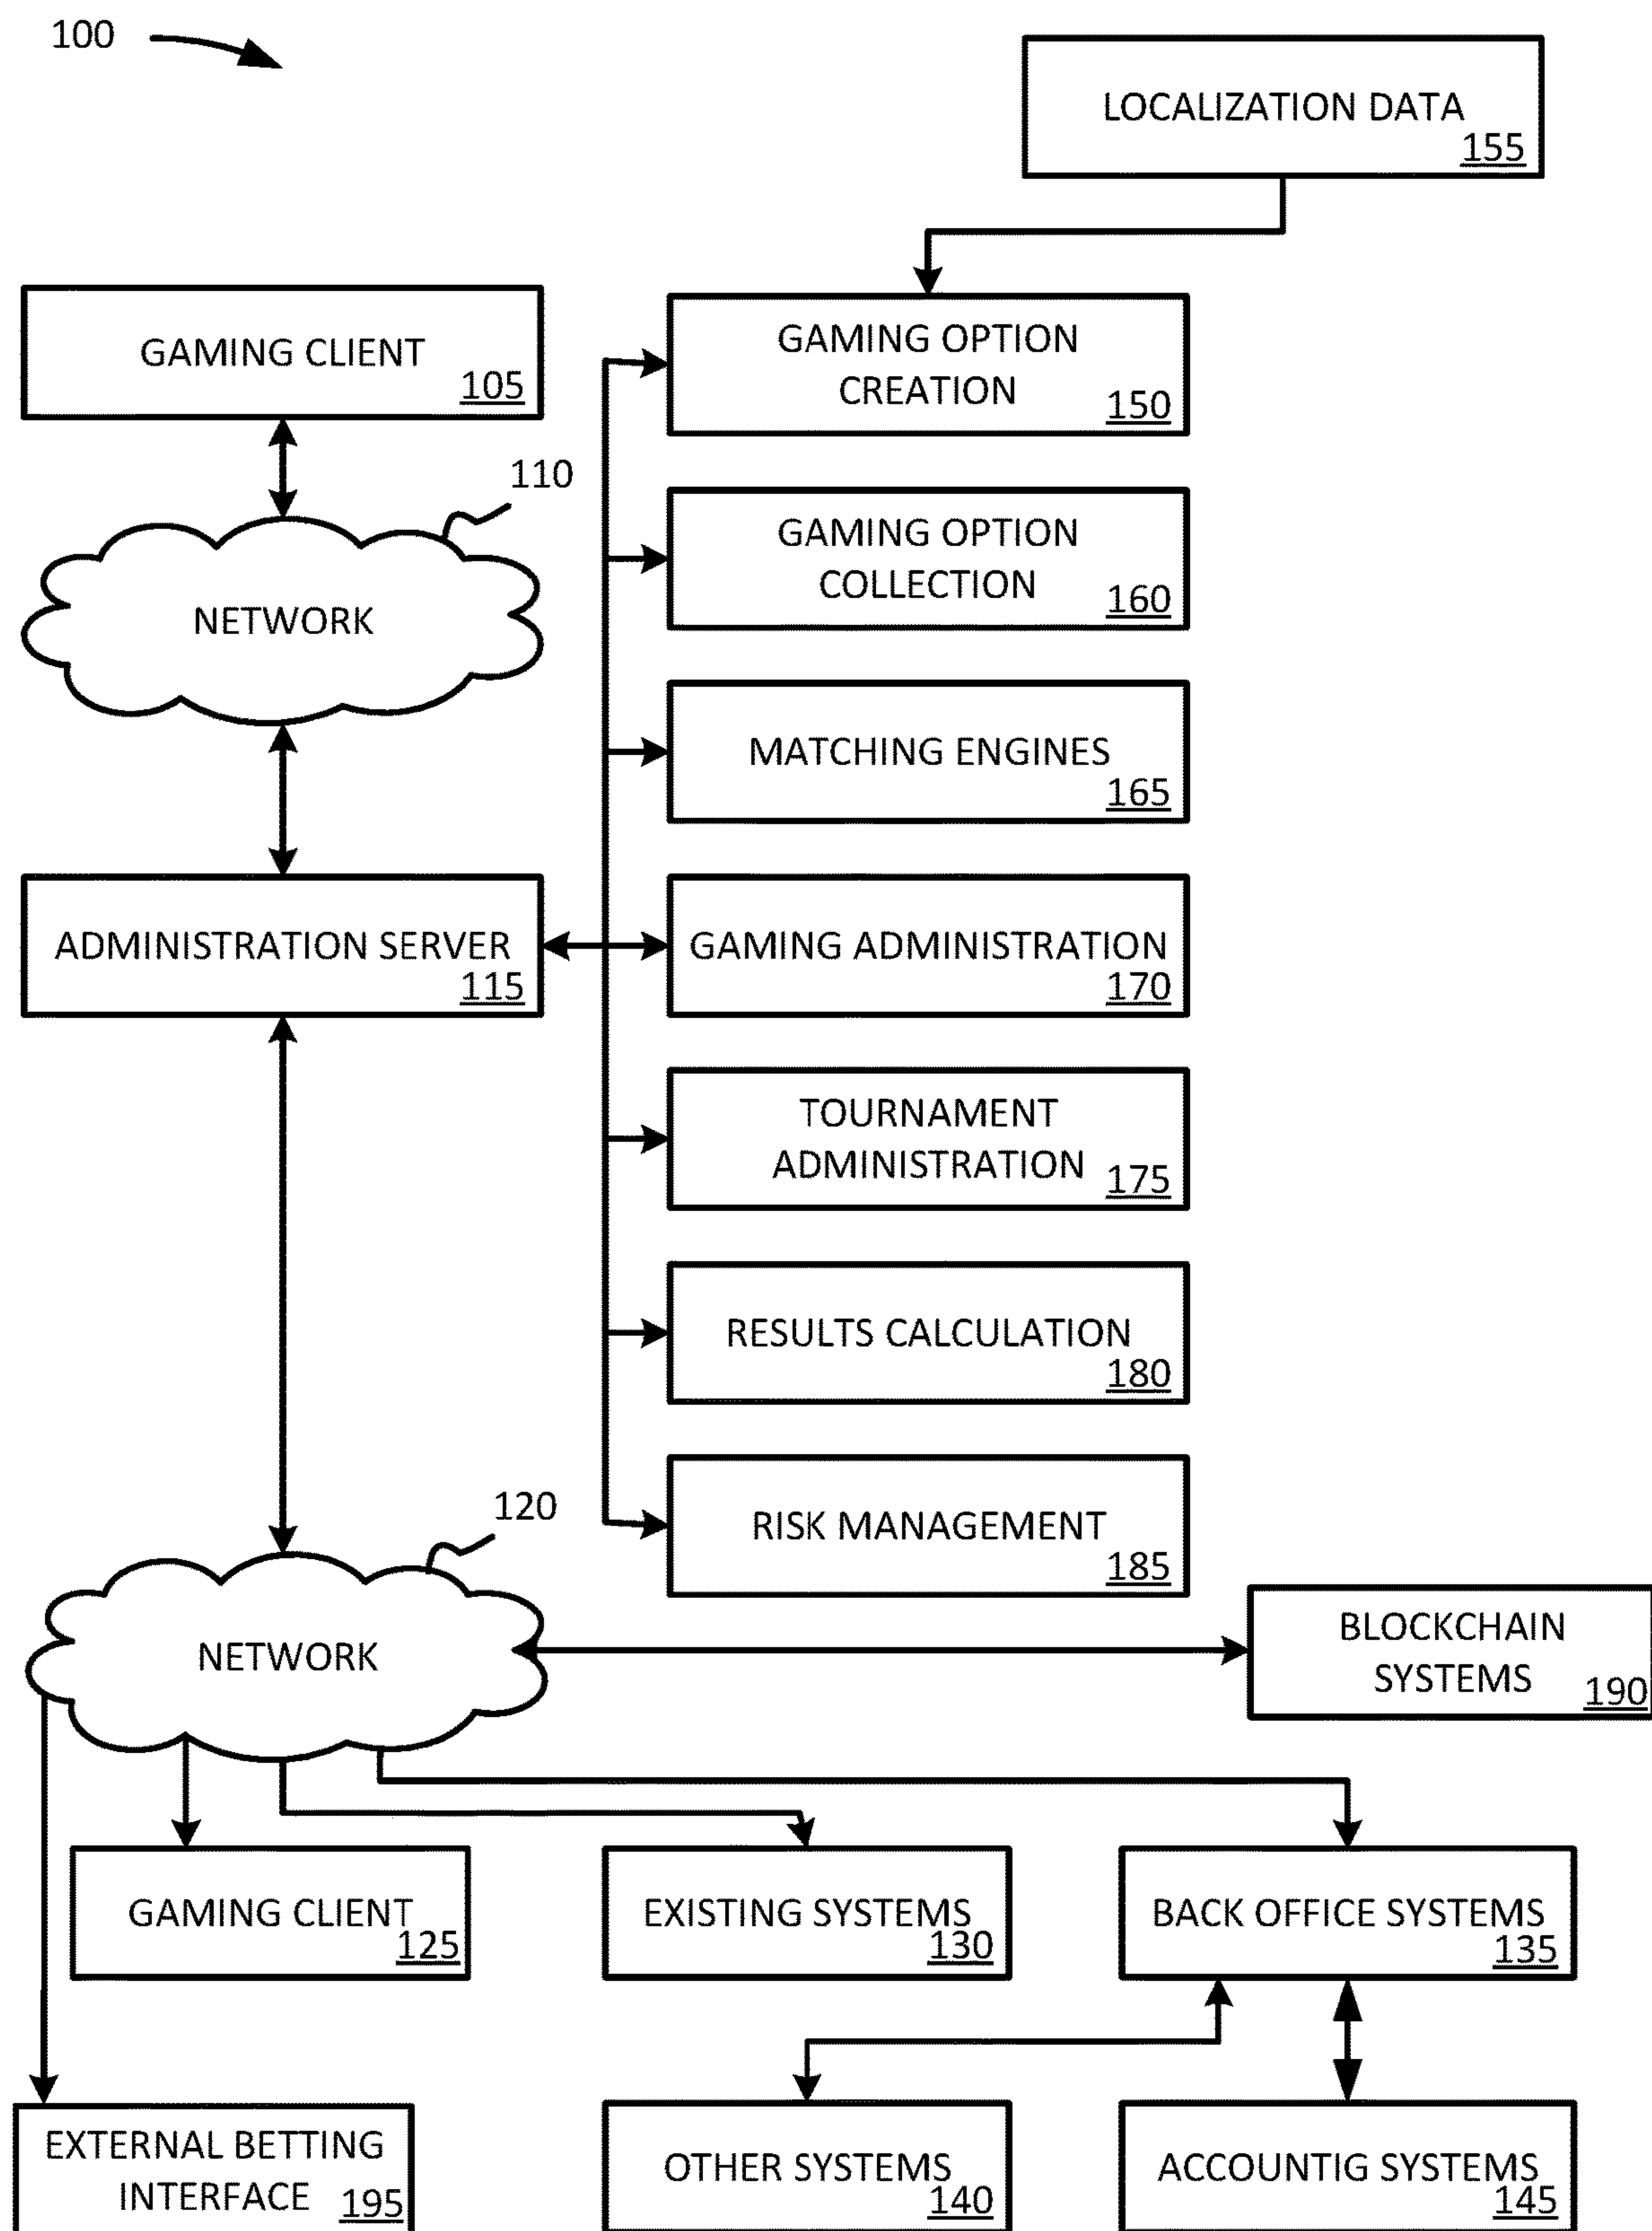 100
LOCALIZATION DATA
155
GAMING CLIENT
105
GAMING OPTION
CREATION
150
110
NETWORK
GAMING OPTION
COLLECTION
160
MATCHING ENGINES
165
ADMINISTRATION SERVER
115
GAMING ADMINISTRATION
170
TOURNAMENT
ADMINISTRATION
175
RESULTS CALCULATION
180
RISK MANAGEMENT
185
120
NETWORK
BLOCKCHAIN
SYSTEMS
190
GAMING CLIENT
125
EXISTING SYSTEMS
130
BACK OFFICE SYSTEMS
135
EXTERNAL BETTING
INTERFACE
195
OTHER SYSTEMS
140
ACCOUNTIG SYSTEMS
145